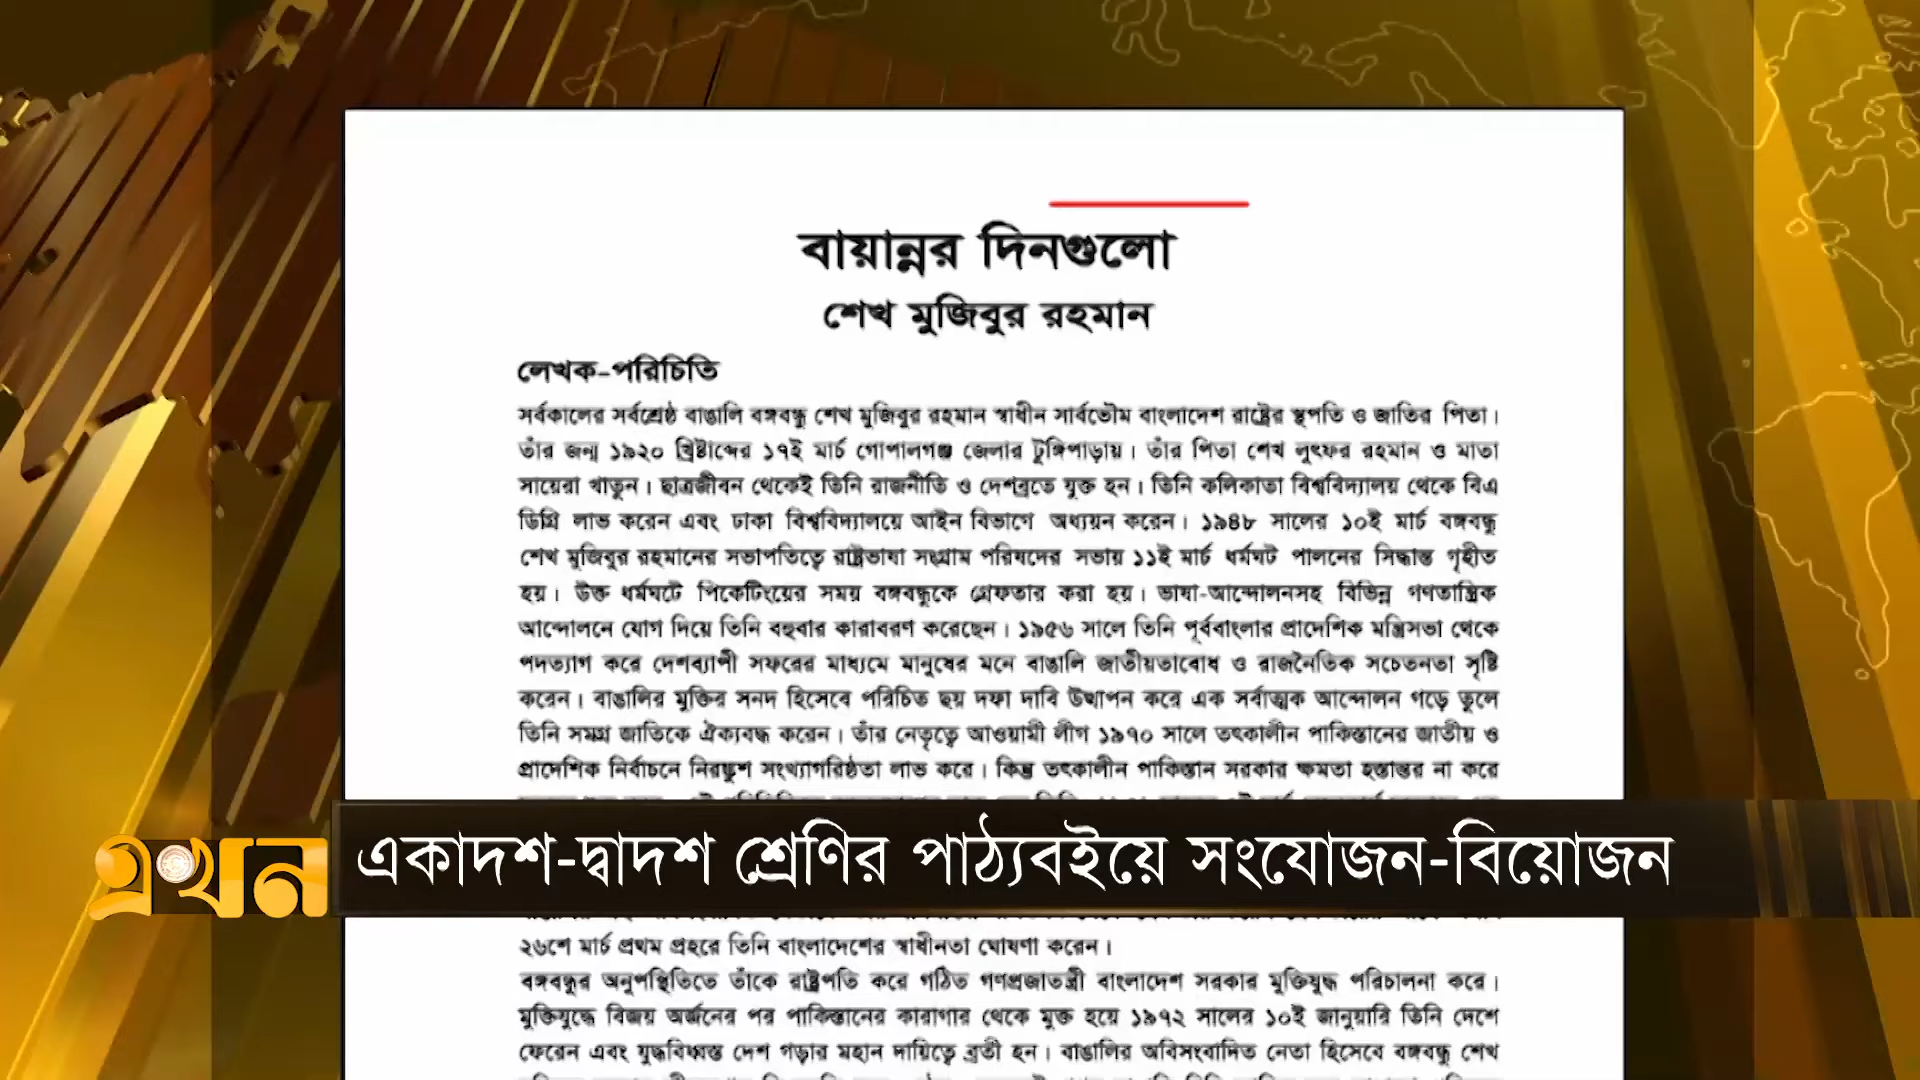 বায়ান্নর দিনগুলো
শেখ মুজিবুর রহমান
লেখক-পরিচিতি
সর্বকালের সর্বশ্রেষ্ঠ বাঙালি বঙ্গবন্ধু শেখ মুজিবুর রহমান স্বাধীন সার্বভৌম বাংলাদেশ রাষ্ট্রের স্থপতি ও জাতির পিতা।
তাঁর জন্ম ১৯২০ খ্রিষ্টাব্দের ১৭ই মার্চ গোপালগঞ্জ জেলার টুঙ্গিপাড়ায়। তাঁর পিতা শেখ লুৎফর রহমান ও মাতা
সায়েরা খাতুন। ছাত্রজীবন থেকেই তিনি রাজনীতি ও দেশব্রতে যুক্ত হন। তিনি কলিকাতা বিশ্ববিদ্যালয় থেকে বিএ
ডিগ্রি লাভ করেন এবং ঢাকা বিশ্ববিদ্যালয়ে আইন বিভাগে অধ্যয়ন করেন। ১৯৪৮ সালের ১০ই মার্চ বঙ্গবন্ধু
শেখ মুজিবুর রহমানের সভাপতিত্বে রাষ্ট্রভাষা সংগ্রাম পরিষদের সভায় ১১ই মার্চ ধর্মঘট পালনের সিদ্ধান্ত গৃহীত
হয়। উক্ত ধর্মঘটে পিকেটিংয়ের সময় বঙ্গবন্ধুকে গ্রেফতার করা হয়। ভাষা-আন্দোলনসহ বিভিন্ন গণতান্ত্রিক
আন্দোলনে যোগ দিয়ে তিনি বহুবার কারাবরণ করেছেন। ১৯৫৬ সালে তিনি পূর্ববাংলার প্রাদেশিক মন্ত্রিসভা থেকে
পদত্যাগ করে দেশব্যাপী সফরের মাধ্যমে মানুষের মনে বাঙালি জাতীয়তাবোধ ও রাজনৈতিক সচেতনতা সৃষ্টি
করেন। বাঙালির মুক্তির সনদ হিসেবে পরিচিত ছয় দফা দাবি উত্থাপন করে এক সর্বাত্মক আন্দোলন গড়ে তুলে
তিনি সমগ্র জাতিকে ঐক্যবদ্ধ করেন। তাঁর নেতৃত্বে আওয়ামী লীগ ১৯৭০ সালে তৎকালীন পাকিস্তানের জাতীয় ও
প্রাদেশিক নির্বাচনে নিরঙ্কুশ সংখ্যাগরিষ্ঠতা লাভ করে। কিন্তু তৎকালীন পাকিস্তান সরকার ক্ষমতা হস্তান্তর না করে
এখন
একাদশ-দ্বাদশ শ্রেণির পাঠ্যবইয়ে সংযোজন-বিয়োজন
২৬শে মার্চ প্রথম প্রহরে তিনি বাংলাদেশের স্বাধীনতা ঘোষণা করেন।
বঙ্গবন্ধুর অনুপস্থিতিতে তাঁকে রাষ্ট্রপতি করে গঠিত গণপ্রজাতন্ত্রী বাংলাদেশ সরকার মুক্তিযুদ্ধ পরিচালনা করে।
মুক্তিযুদ্ধে বিজয় অর্জনের পর পাকিস্তানের কারাগার থেকে মুক্ত হয়ে ১৯৭২ সালের ১০ই জানুয়ারি তিনি দেশে
ফেরেন এবং যুদ্ধবিধ্বস্ত দেশ গড়ার মহান দায়িত্বে ব্রতী হন। বাঙালির অবিসংবাদিত নেতা হিসেবে বঙ্গবন্ধু শেখ